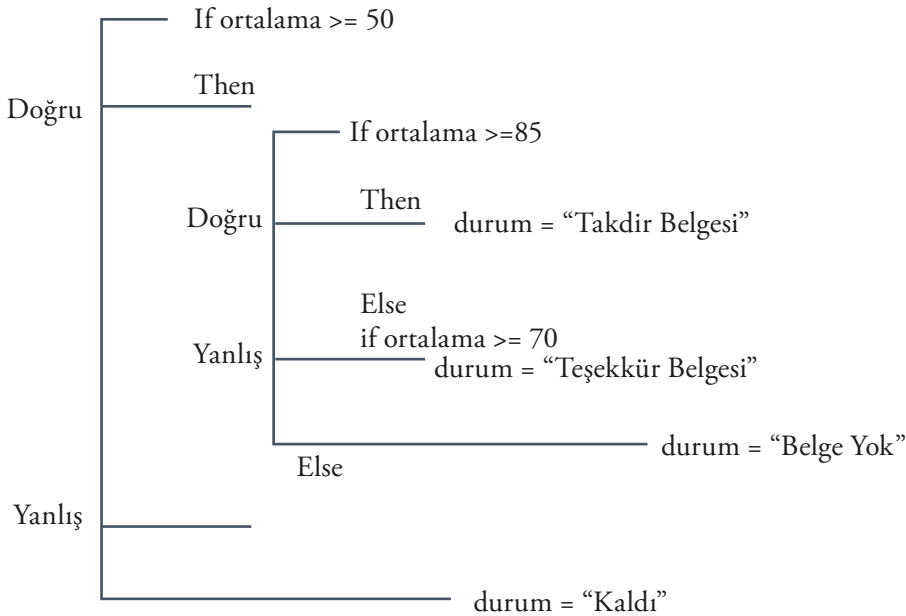 If ortalama >= 50
Then
Doğru
If ortalama >=85
Then
Doğru
durum = “Takdir Belgesi”
Else
if ortalama >= 70
Yanlış
durum = “Teşekkür Belgesi”
durum = “Belge Yok”
Else
Yanlış
durum = “Kaldı”